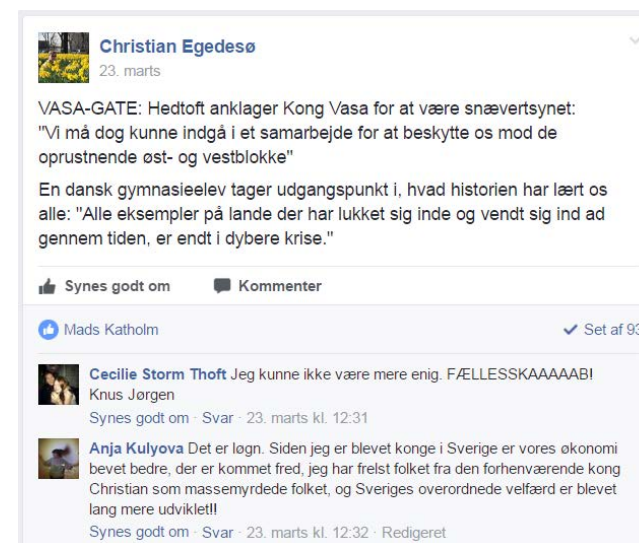 Christian Egedesø
23. marts
VASA-GATE: Hedtoft anklager Kong Vasa for at være snævertsynet:
"Vi må dog kunne indgå i et samarbejde for at beskytte os mod de
oprustnende øst- og vestblokke"
En dansk gymnasieelev tager udgangspunkt i, hvad historien har lært os
alle: "Alle eksempler på lande der har lukket sig inde og vendt sig ind ad
gennem tiden, er endt i dybere krise."
Synes godt om Kommenter
Mads Katholm Set af 93
Cecilie Storm Thoft Jeg kunne ikke være mere enig. FÆLLESSKAAAAAB!
Knus Jørgen
Synes godt om · Svar · 23. marts kl. 12:31
Anja Kulyova Det er løgn. Siden jeg er blevet konge i Sverige er vores økonomi
bevet bedre, der er kommet fred, jeg har frelst folket fra den forhenværende kong
Christian som massemyrdede folket, og Sveriges overordnede velfærd er blevet
lang mere udviklet!!
Synes godt om · Svar · 23. marts kl. 12:32 · Redigeret